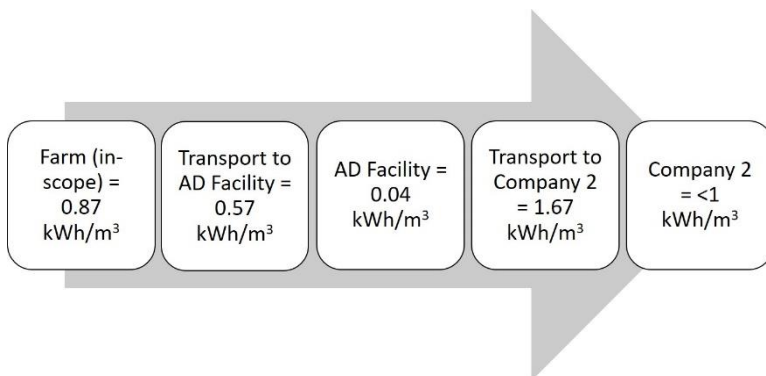 Farm (in-
scope) =
0.87
kWh/m³
Transport to
AD Facility =
0.57
kWh/m³
AD Facility =
0.04
kWh/m³
Transport to
Company 2
= 1.67
kWh/m³
Company 2
= <1
kWh/m³